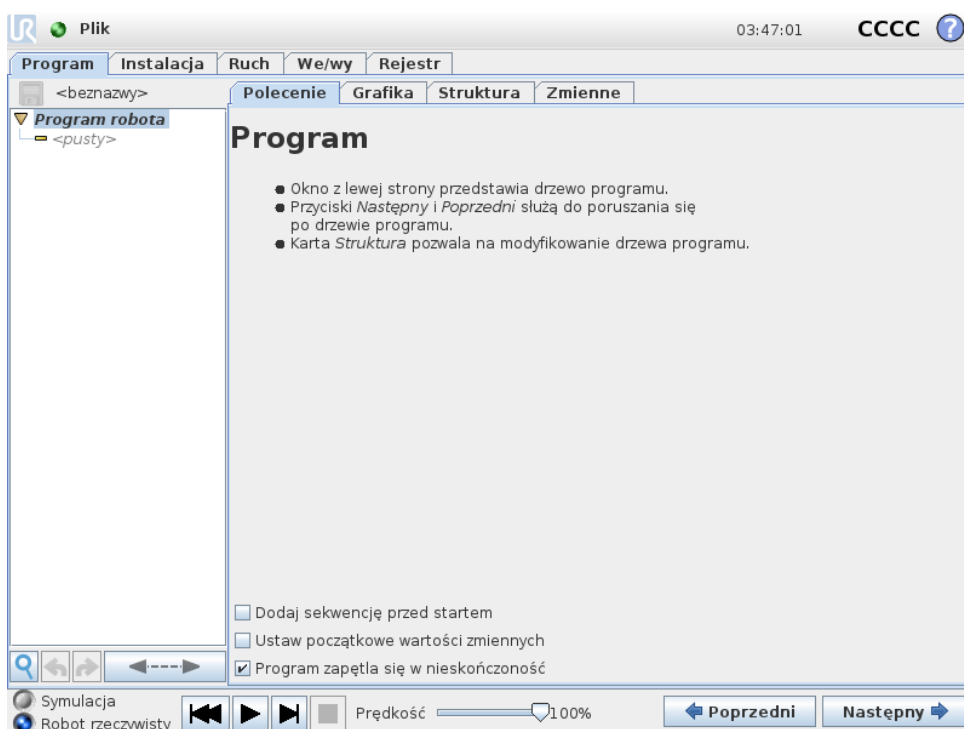 UR Plik 03:47:01 CCCC ?
Program Instalacja Ruch We/wy Rejestr
<beznazwy>
Polecenie Grafika Struktura Zmienne
Program robota
<pusty>
Program
Okno z lewej strony przedstawia drzewo programu.
Przyciski Następny i Poprzedni służą do poruszania się
po drzewie programu.
Karta Struktura pozwala na modyfikowanie drzewa programu.
Dodaj sekwencję przed startem
Ustaw początkowe wartości zmiennych
Program zapętla się w nieskończoność
Symulacja
Robot rzeczywisty
Prędkość 100%
Poprzedni Następny